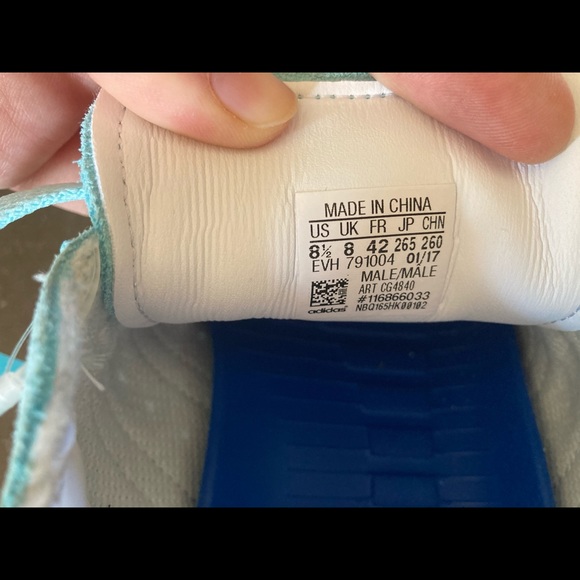 MADE IN CHINA
US UK FR JP CHN
8½ 8 42 265 260
EVH 791004 01/17
MALE/MÂLE
ART CG4840
#116866033
NBQ165HK00102
adidas